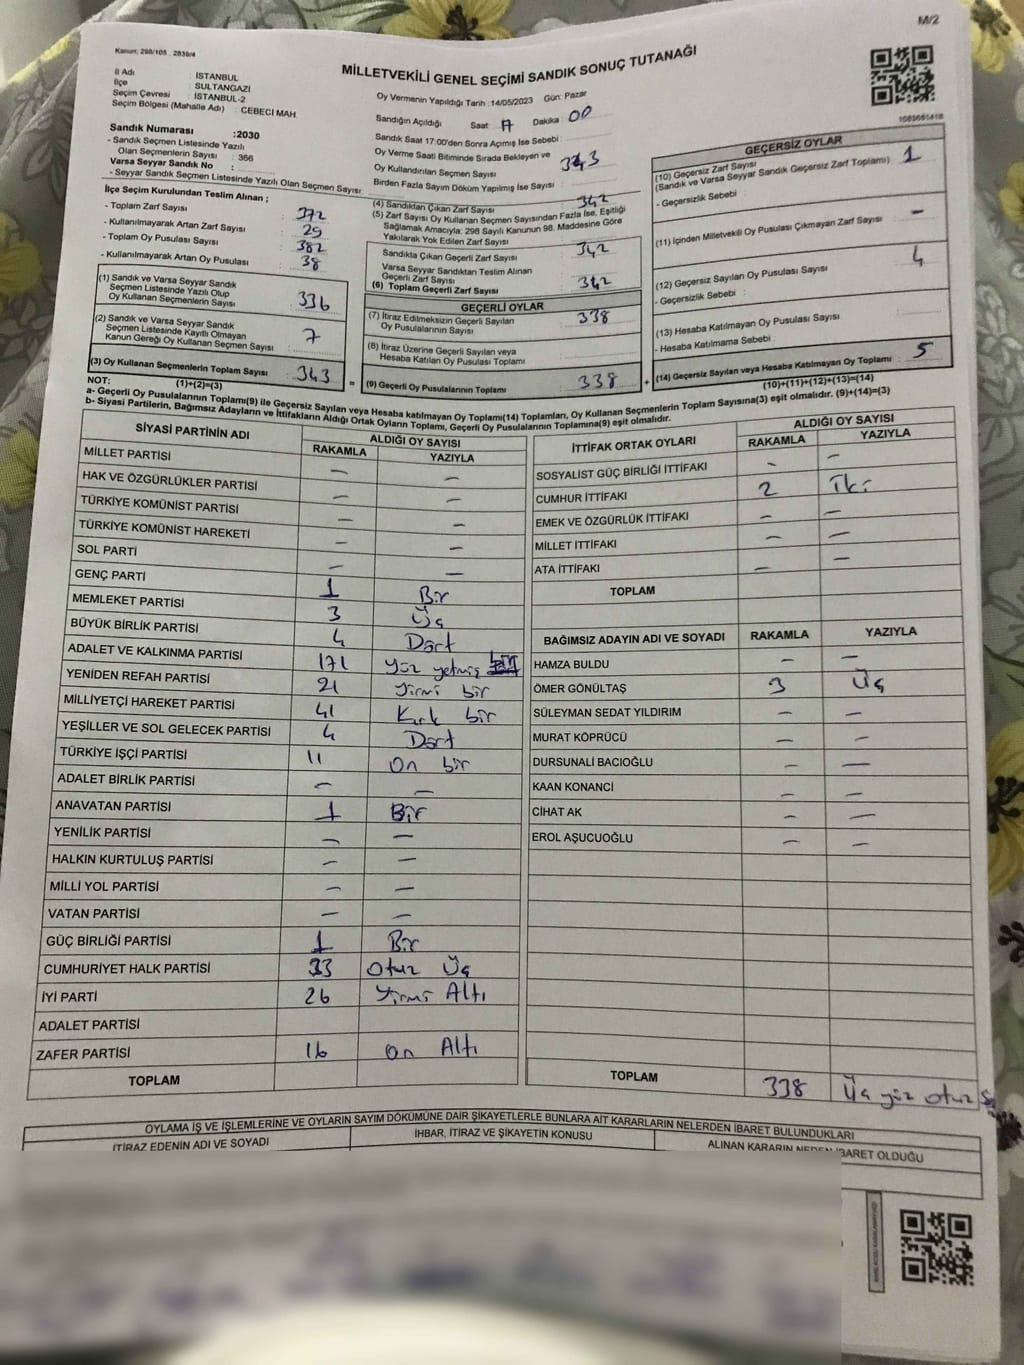 M/2
Kanun: 298/105 . 2839/4
MİLLETVEKİLİ GENEL SEÇİMİ SANDIK SONUÇ TUTANAĞI
İl Adı : İSTANBUL
İlçe : SULTANGAZİ
Seçim Çevresi : İSTANBUL-2
Seçim Bölgesi (Mahalle Adı) : CEBECİ MAH.
Sandık Numarası :2030
- Sandık Seçmen Listesinde Yazılı
Olan Seçmenlerin Sayısı : 366
Varsa Seyyar Sandık No :
- Seyyar Sandık Seçmen Listesinde Yazılı Olan Seçmen Sayısı :
İlçe Seçim Kurulundan Teslim Alınan ;
- Toplam Zarf Sayısı : 372
- Kullanılmayarak Artan Zarf Sayısı : 29
- Toplam Oy Pusulası Sayısı : 382
- Kullanılmayarak Artan Oy Pusulası : 38
(1) Sandık ve Varsa Seyyar Sandık
Seçmen Listesinde Yazılı Olup
Oy Kullanan Seçmenlerin Sayısı : 336
(2) Sandık ve Varsa Seyyar Sandık
Seçmen Listesinde Kayıtlı Olmayan
Kanun Gereği Oy Kullanan Seçmen Sayısı : 7
(3) Oy Kullanan Seçmenlerin Toplam Sayısı : 343
(1)+(2)=(3)
Oy Vermenin Yapıldığı Tarih :14/05/2023 Gün: Pazar
Sandığın Açıldığı Saat 17 Dakika 00
Sandık Saat 17:00'den Sonra Açımış İse Sebebi :
Oy Verme Saati Bitiminde Sırada Bekleyen ve
Oy Kullandırılan Seçmen Sayısı : 343
Birden Fazla Sayım Döküm Yapılmış İse Sayısı :
(4) Sandıktan Çıkan Zarf Sayısı : 342
(5) Zarf Sayısı Oy Kullanan Seçmen Sayısından Fazla İse, Eşitliği
Sağlamak Amacıyla: 298 Sayılı Kanunun 98. Maddesine Göre
Yakılarak Yok Edilen Zarf Sayısı :
Sandıkta Çıkan Geçerli Zarf Sayısı : 342
Varsa Seyyar Sandıktan Teslim Alınan
Geçerli Zarf Sayısı :
(6) Toplam Geçerli Zarf Sayısı : 342
GEÇERLİ OYLAR
(7) İtiraz Edilmeksizin Geçerli Sayılan
Oy Pusulalarının Sayısı : 338
(8) İtiraz Üzerine Geçerli Sayılan veya
Hesaba Katılan Oy Pusulası Toplamı :
= (9) Geçerli Oy Pusulalarının Toplamı : 338 +
1085681418
GEÇERSİZ OYLAR
(10) Geçersiz Zarf Sayısı
(Sandık ve Varsa Seyyar Sandık Geçersiz Zarf Toplamı) : 1
- Geçersizlik Sebebi :
(11) İçinden Milletvekili Oy Pusulası Çıkmayan Zarf Sayısı : -
(12) Geçersiz Sayılan Oy Pusulası Sayısı : 4
- Geçersizlik Sebebi :
(13) Hesaba Katılmayan Oy Pusulası Sayısı :
- Hesaba Katılmama Sebebi :
(14) Geçersiz Sayılan veya Hesaba Katılmayan Oy Toplamı : 5
(10)+(11)+(12)+(13)=(14)
NOT:
a- Geçerli Oy Pusulalarının Toplamı(9) ile Geçersiz Sayılan veya Hesaba katılmayan Oy Toplamı(14) Toplamları, Oy Kullanan Seçmenlerin Toplam Sayısına(3) eşit olmalıdır. (9)+(14)=(3)
b- Siyasi Partilerin, Bağımsız Adayların ve İttifakların Aldığı Ortak Oyların Toplamı, Geçerli Oy Pusulalarının Toplamına(9) eşit olmalıdır.
SİYASİ PARTİNİN ADI ALDIĞI OY SAYISI
RAKAMLA YAZIYLA
MİLLET PARTİSİ - -
HAK VE ÖZGÜRLÜKLER PARTİSİ - -
TÜRKİYE KOMÜNİST PARTİSİ - -
TÜRKİYE KOMÜNİST HAREKETİ - -
SOL PARTİ - -
GENÇ PARTİ 1 Bir
MEMLEKET PARTİSİ 3 Üç
BÜYÜK BİRLİK PARTİSİ 4 Dört
ADALET VE KALKINMA PARTİSİ 171 Yüz yetmiş
YENİDEN REFAH PARTİSİ 21 Yirmi bir
MİLLİYETÇİ HAREKET PARTİSİ 41 Kırk bir
YEŞİLLER VE SOL GELECEK PARTİSİ 4 Dört
TÜRKİYE İŞÇİ PARTİSİ 11 On bir
ADALET BİRLİK PARTİSİ - -
ANAVATAN PARTİSİ 1 Bir
YENİLİK PARTİSİ - -
HALKIN KURTULUŞ PARTİSİ - -
MİLLİ YOL PARTİSİ - -
VATAN PARTİSİ - -
GÜÇ BİRLİĞİ PARTİSİ 1 Bir
CUMHURİYET HALK PARTİSİ 33 Otuz Üç
İYİ PARTİ 26 Yirmi Altı
ADALET PARTİSİ
ZAFER PARTİSİ 16 On Altı
TOPLAM
İTTİFAK ORTAK OYLARI ALDIĞI OY SAYISI
RAKAMLA YAZIYLA
SOSYALİST GÜÇ BİRLİĞİ İTTİFAKI - -
CUMHUR İTTİFAKI 2 İki
EMEK VE ÖZGÜRLÜK İTTİFAKI - -
MİLLET İTTİFAKI - -
ATA İTTİFAKI - -
TOPLAM
BAĞIMSIZ ADAYIN ADI VE SOYADI RAKAMLA YAZIYLA
HAMZA BULDU - -
ÖMER GÖNÜLTAŞ 3 Üç
SÜLEYMAN SEDAT YILDIRIM - -
MURAT KÖPRÜCÜ - -
DURSUNALİ BACIOĞLU - -
KAAN KONANCİ - -
CİHAT AK - -
EROL AŞUCUOĞLU - -
TOPLAM 338 Üç yüz otuz
OYLAMA İŞ VE İŞLEMLERİNE VE OYLARIN SAYIM DÖKÜMÜNE DAİR ŞİKAYETLERLE BUNLARA AİT KARARLARIN NELERDEN İBARET BULUNDUKLARI
İTİRAZ EDENİN ADI VE SOYADI İHBAR, İTİRAZ VE ŞİKAYETİN KONUSU ALINAN KARARIN NEDEN İBARET OLDUĞU